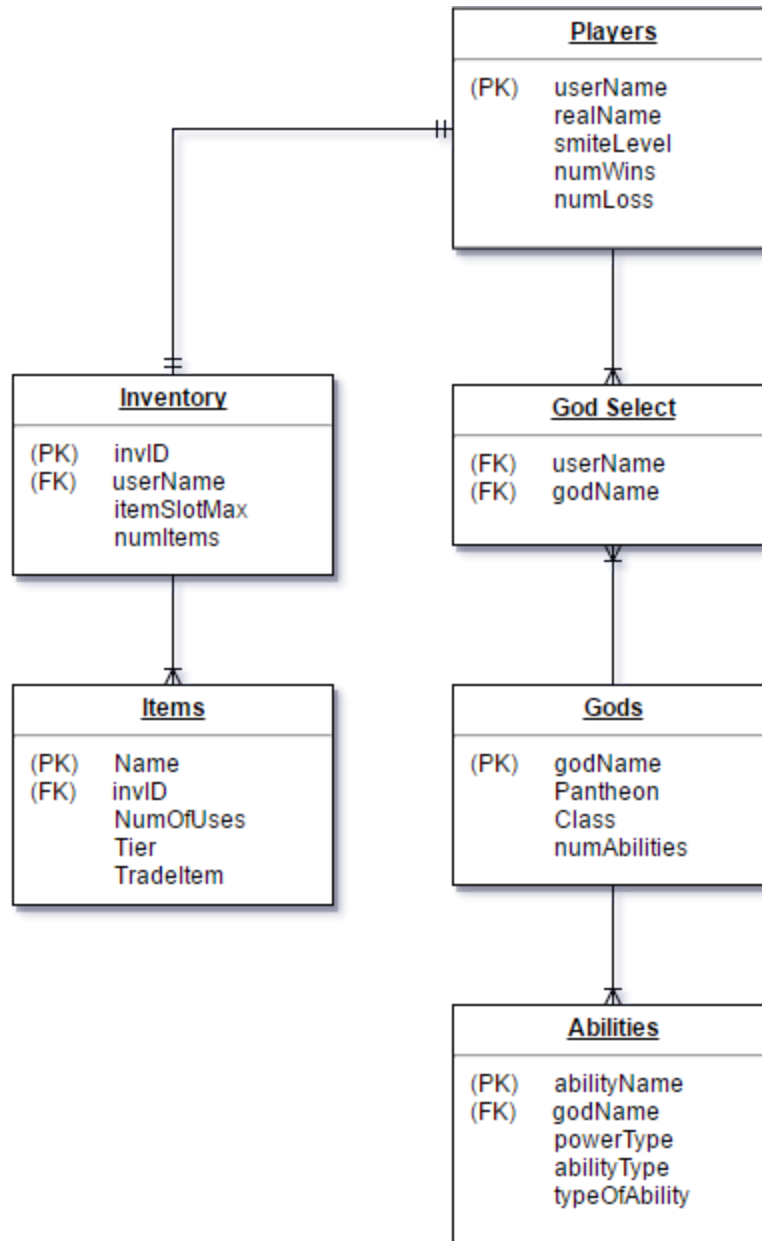 Players
(PK) userName
realName
smiteLevel
numWins
numLoss
Inventory
(PK) invID
(FK) userName
itemSlotMax
numItems
God Select
(FK) userName
(FK) godName
Items
(PK) Name
(FK) invID
NumOfUses
Tier
TradeItem
Gods
(PK) godName
Pantheon
Class
numAbilities
Abilities
(PK) abilityName
(FK) godName
powerType
abilityType
typeOfAbility